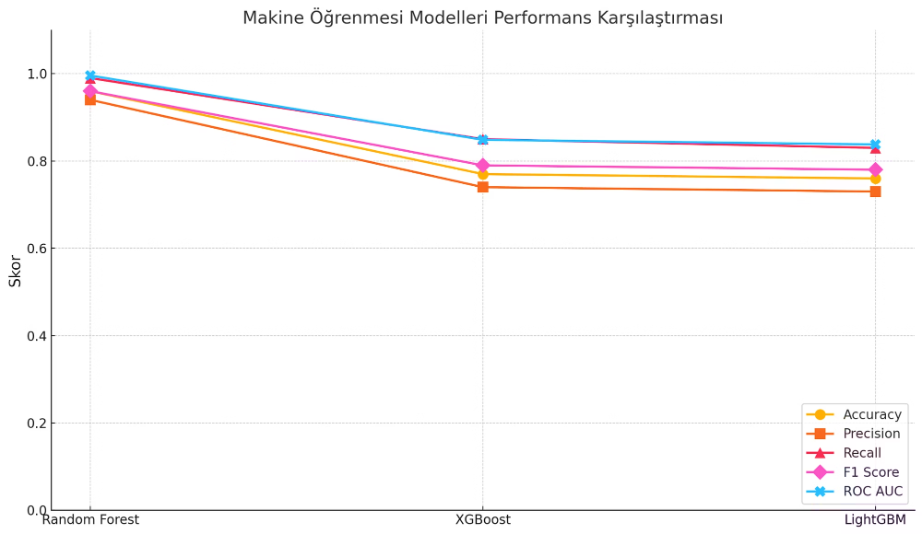 Makine Öğrenmesi Modelleri Performans Karşılaştırması
Skor
1.0
0.8
0.6
0.4
0.2
0.0
Random Forest
XGBoost
LightGBM
Accuracy
Precision
Recall
F1 Score
ROC AUC